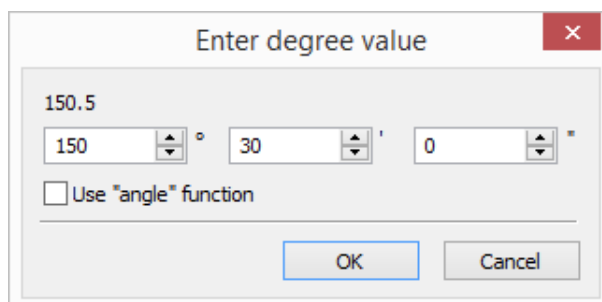 Enter degree value
150.5
150 ° 30 ' 0 "
Use "angle" function
OK Cancel